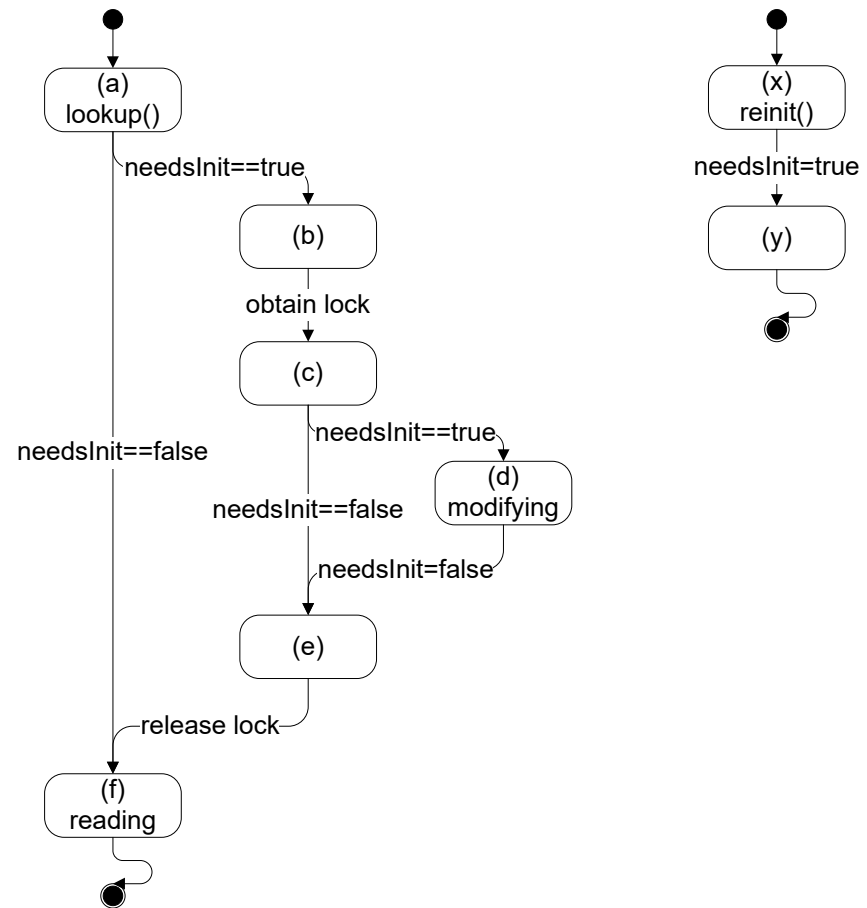 (a)
lookup()
needsInit==true
(b)
obtain lock
(c)
needsInit==true
needsInit==false
(d)
modifying
needsInit==false
needsInit=false
(e)
release lock
(f)
reading
(x)
reinit()
needsInit=true
(y)